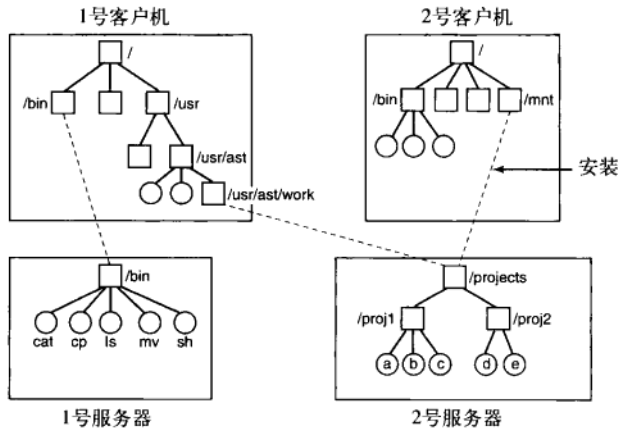 1号客户机
2号客户机
/
/bin
/usr
/usr/ast
/usr/ast/work
/
/bin
/mnt
安装
/bin
cat
cp
ls
mv
sh
/projects
/proj1
/proj2
a
b
c
d
e
1号服务器
2号服务器